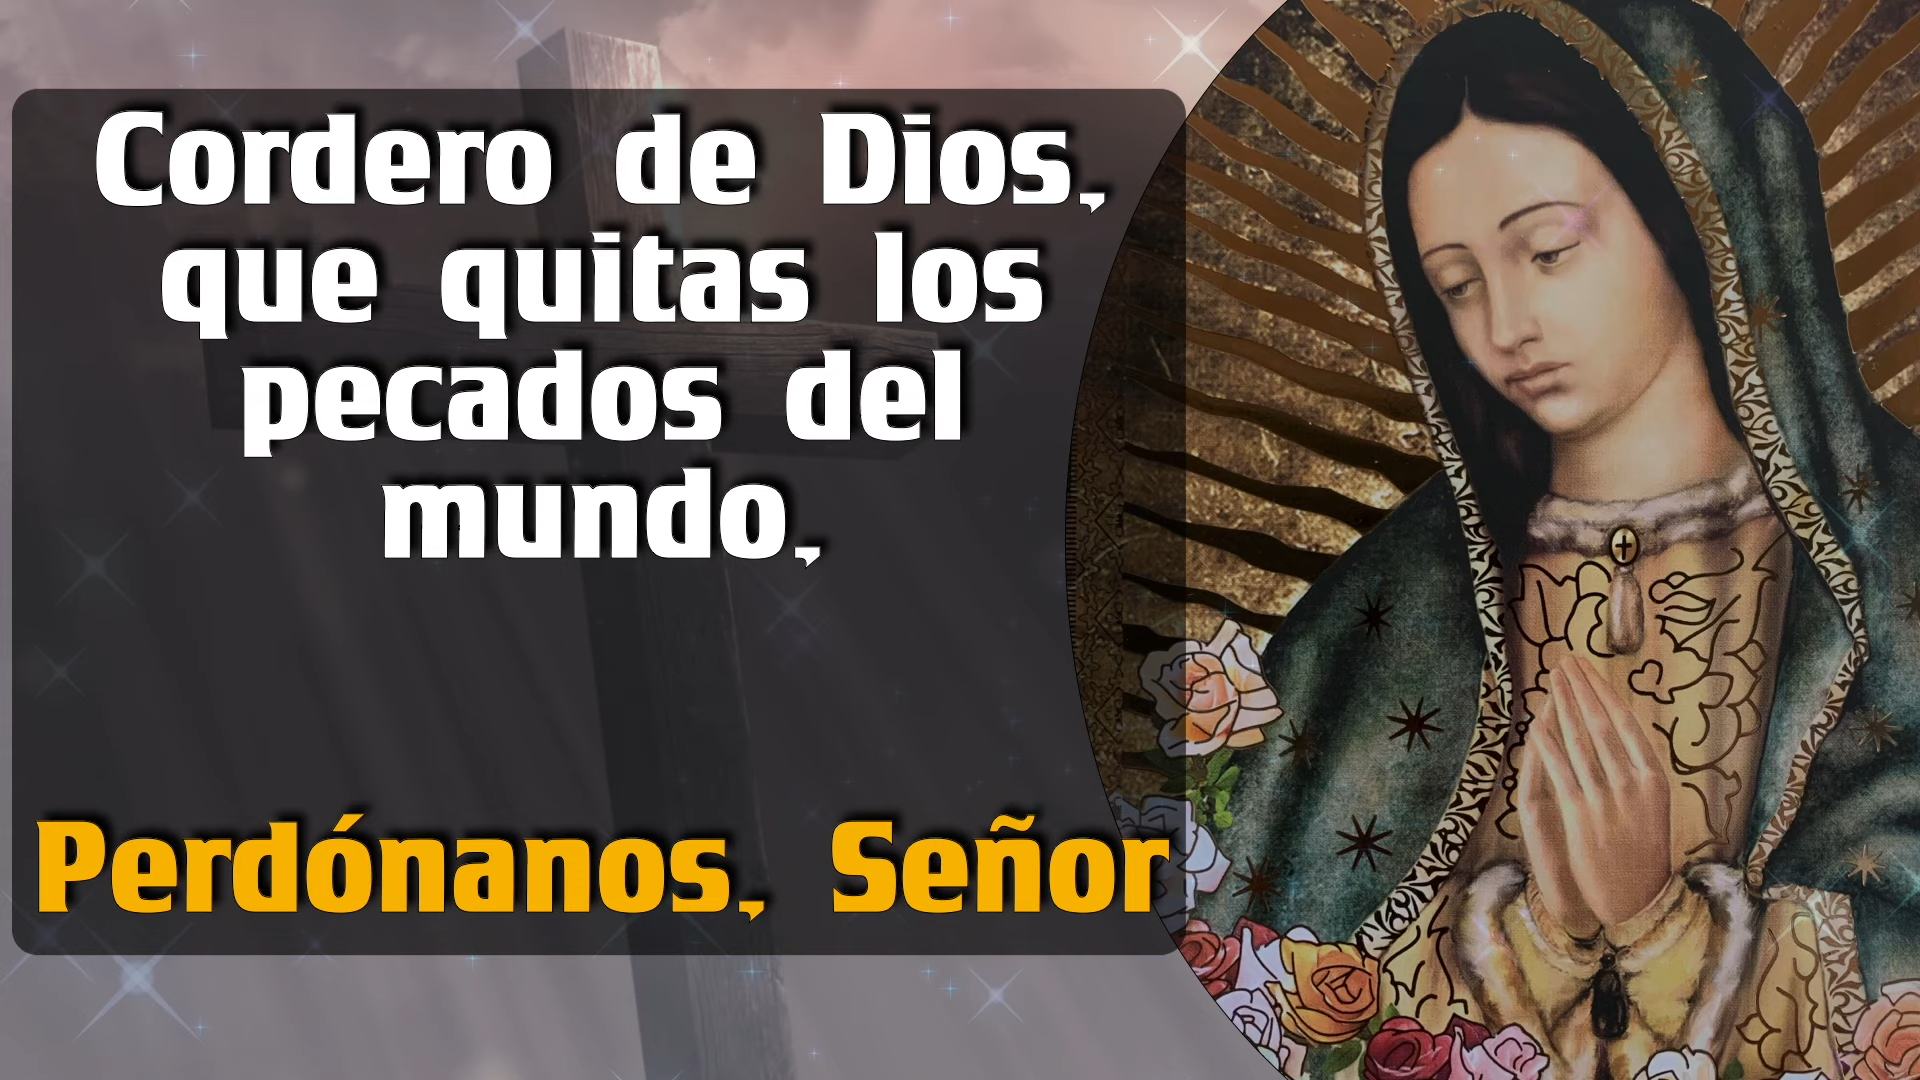 Cordero de Dios,
que quitas los
pecados del
mundo,
Perdónanos, Señor